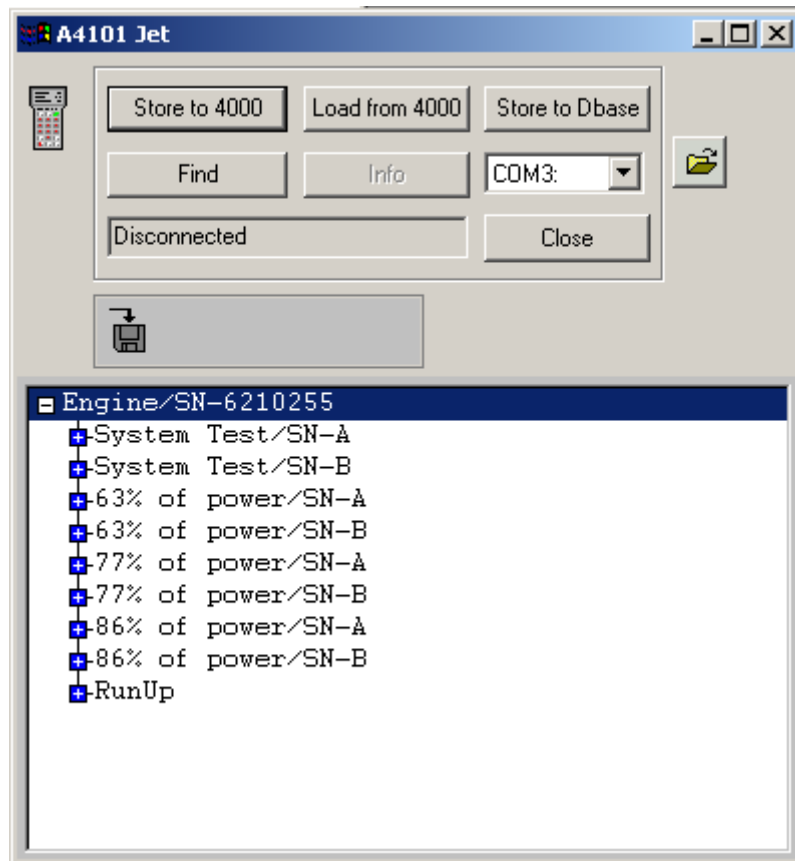 A4101 Jet
Store to 4000 Load from 4000 Store to Dbase
Find Info COM3:
Disconnected Close
Engine/SN-6210255
System Test/SN-A
System Test/SN-B
63% of power/SN-A
63% of power/SN-B
77% of power/SN-A
77% of power/SN-B
86% of power/SN-A
86% of power/SN-B
RunUp